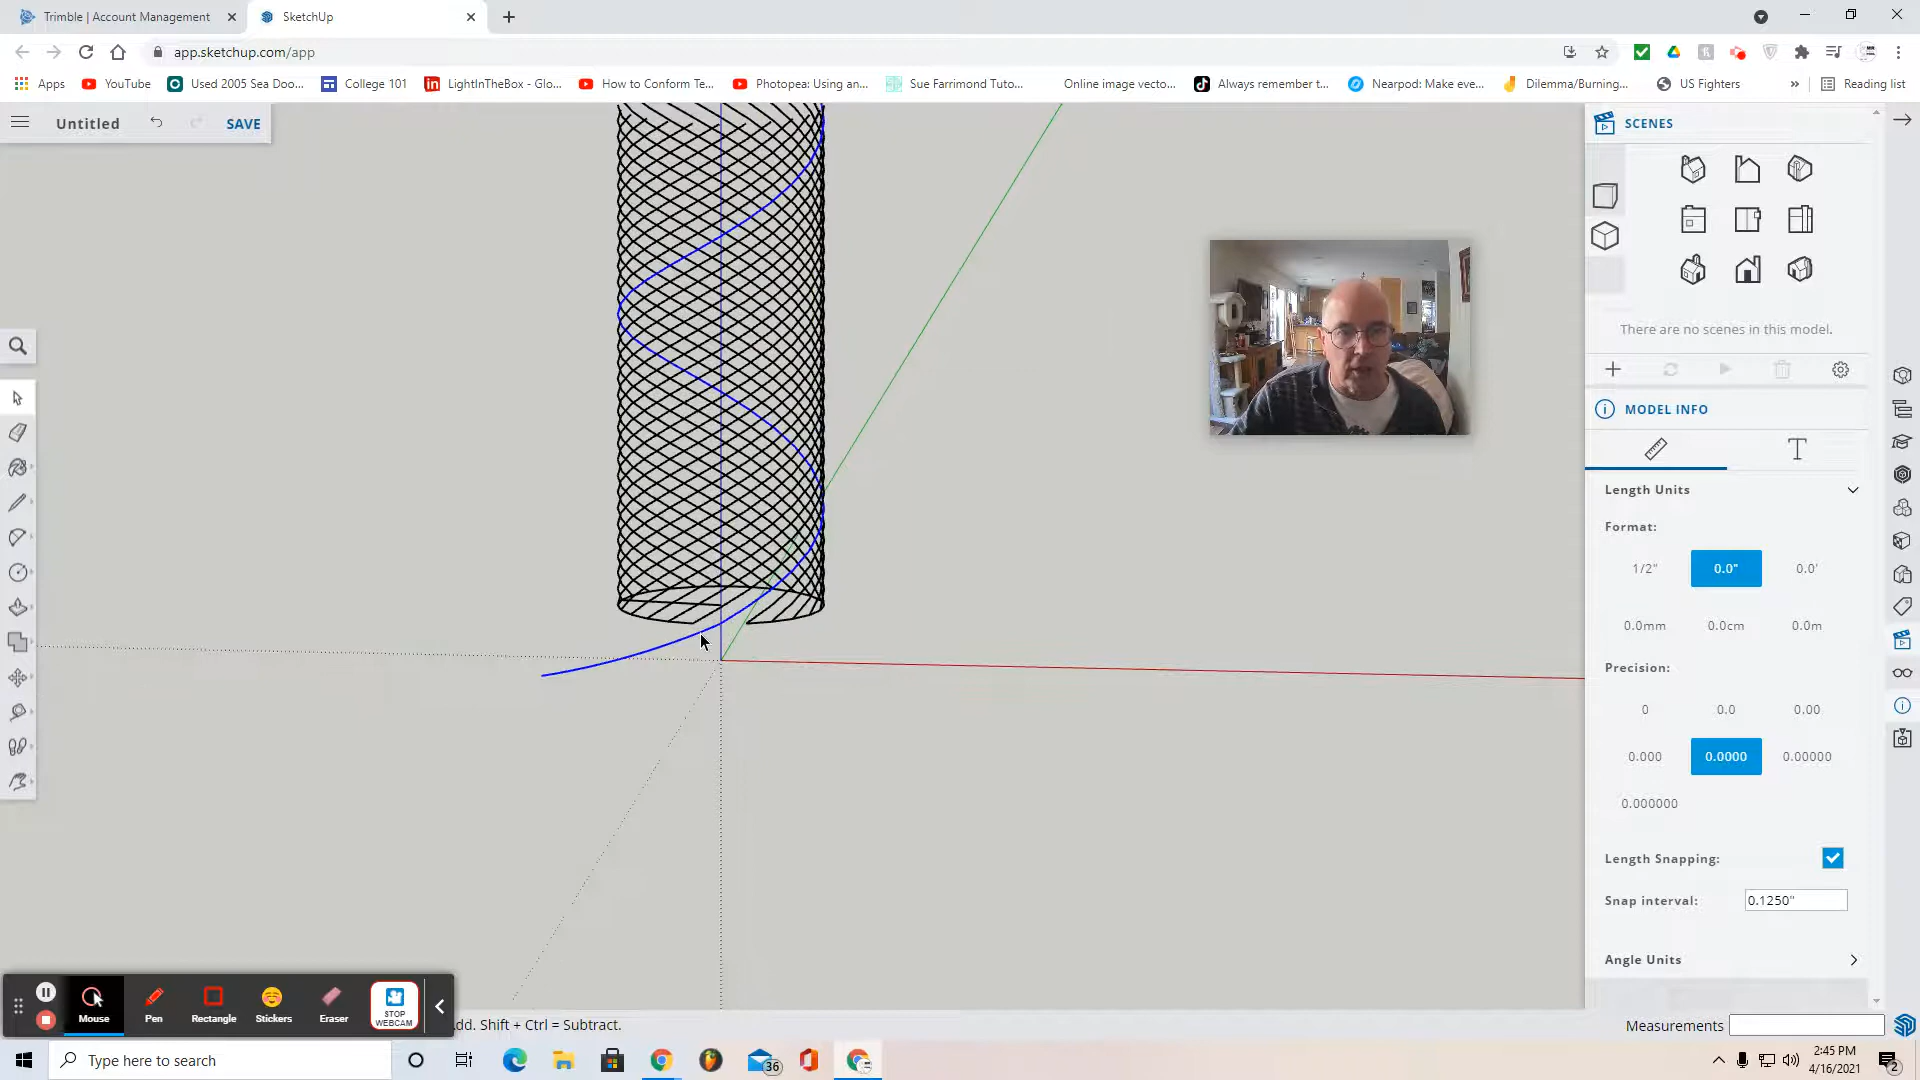 Trimble | Account Management
SketchUp
app.sketchup.com/app
Apps
YouTube
Used 2005 Sea Doo...
College 101
LightInTheBox - Glo...
How to Conform Te...
Photopea: Using an...
Sue Farrimond Tuto...
Online image vecto...
Always remember t...
Nearpod: Make eve...
Dilemma/Burning...
US Fighters
»
Reading list
Untitled
SAVE
SCENES
There are no scenes in this model.
MODEL INFO
Length Units
Format:
1/2" 0.0" 0.0'
0.0mm 0.0cm 0.0m
Precision:
0 0.0 0.00
0.000 0.0000 0.00000
0.000000
Length Snapping:
Snap interval: 0.1250"
Angle Units
Mouse
Pen
Rectangle
Stickers
Eraser
STOP
WEBCAM
dd. Shift + Ctrl = Subtract.
Measurements
Type here to search
36
2:45 PM
4/16/2021
2